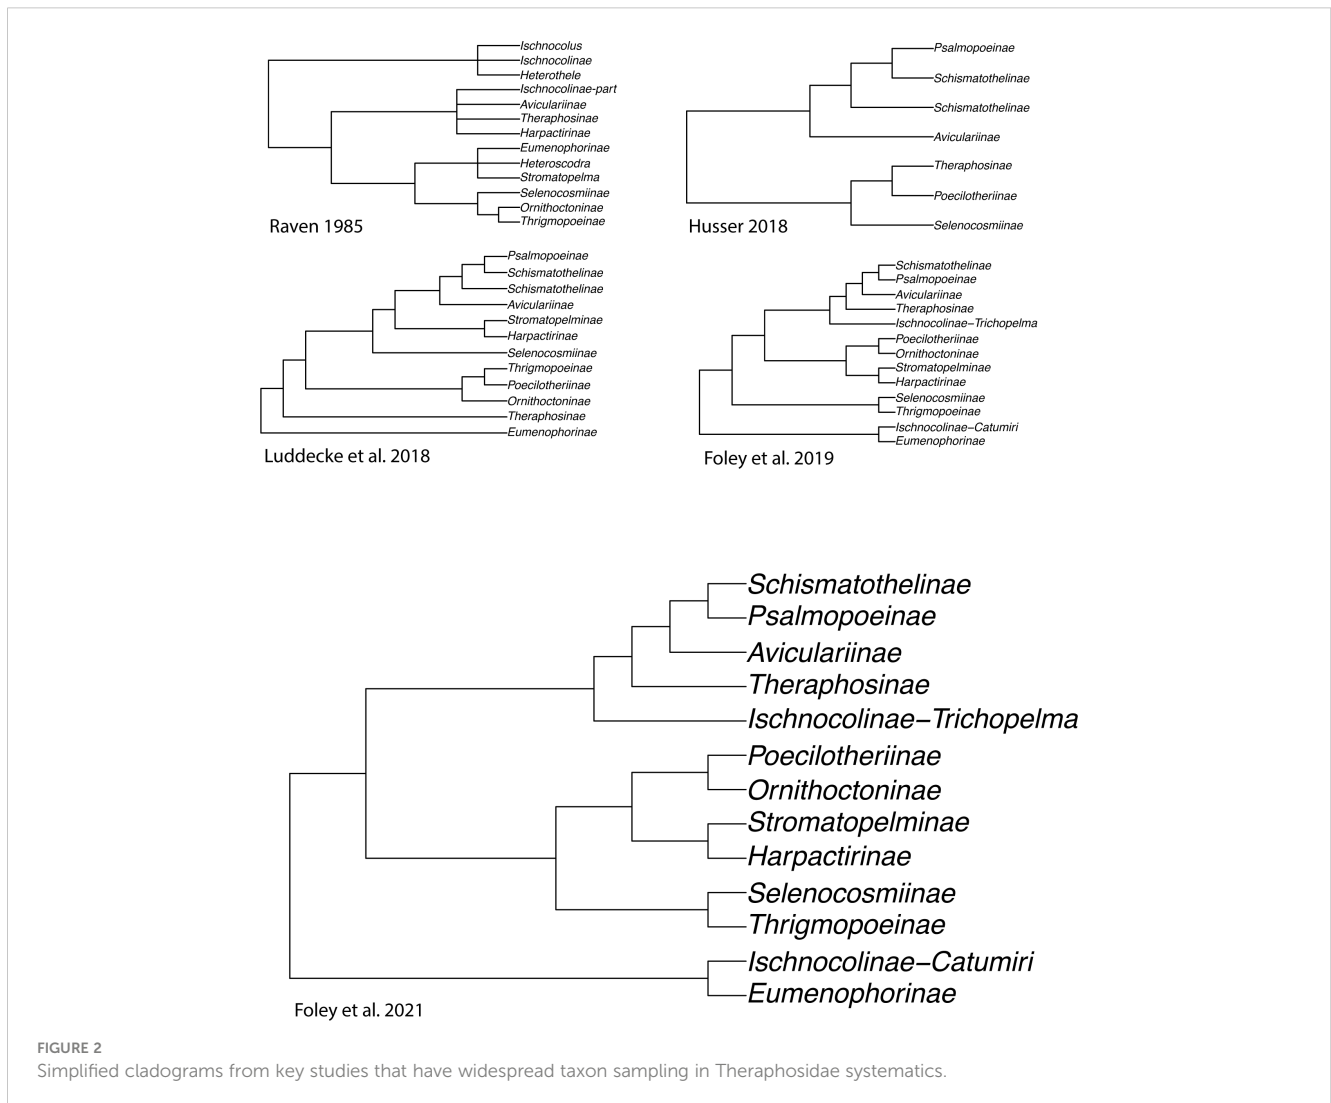 Ischnocolus
Ischnocolinae
Heterothele
Ischnocolinae-part
Aviculariinae
Theraphosinae
Harpactirinae
Eumenophorinae
Heteroscodra
Stromatopelma
Selenocosmiinae
Ornithoctoninae
Thrigmopoeinae
Raven 1985
Psalmopoeinae
Schismatothelinae
Schismatothelinae
Aviculariinae
Theraphosinae
Poecilotheriinae
Selenocosmiinae
Husser 2018
Psalmopoeinae
Schismatothelinae
Schismatothelinae
Aviculariinae
Stromatopelminae
Harpactirinae
Selenocosmiinae
Thrigmopoeinae
Poecilotheriinae
Ornithoctoninae
Theraphosinae
Eumenophorinae
Luddecke et al. 2018
Schismatothelinae
Psalmopoeinae
Aviculariinae
Theraphosinae
Ischnocolinae–Trichopelma
Poecilotheriinae
Ornithoctoninae
Stromatopelminae
Harpactirinae
Selenocosmiinae
Thrigmopoeinae
Ischnocolinae–Catumiri
Eumenophorinae
Foley et al. 2019
Schismatothelinae
Psalmopoeinae
Aviculariinae
Theraphosinae
Ischnocolinae–Trichopelma
Poecilotheriinae
Ornithoctoninae
Stromatopelminae
Harpactirinae
Selenocosmiinae
Thrigmopoeinae
Ischnocolinae–Catumiri
Eumenophorinae
Foley et al. 2021
FIGURE 2
Simplified cladograms from key studies that have widespread taxon sampling in Theraphosidae systematics.